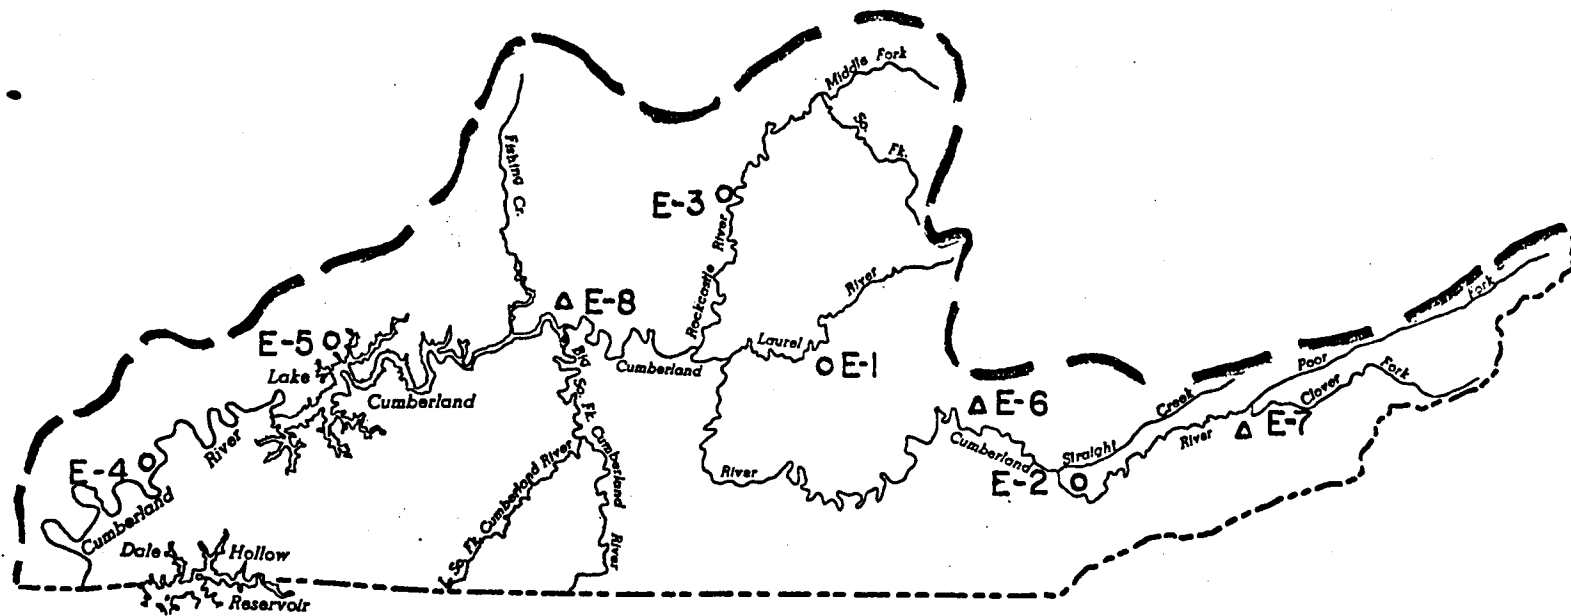 Middle Fork
So. Fk.
Fishing Cr.
E-3
Rockcastle River
River
Laurel
E-8
E-5
Lake
Cumberland
River
Cumberland
E-1
E-6
Poor Fork
Clover Fork
Creek
Straight
River
E-7
Cumberland
E-2
River
Big So. Fk. Cumberland River
So. Fk. Cumberland River
E-4
Cumberland
Dale Hollow
Reservoir